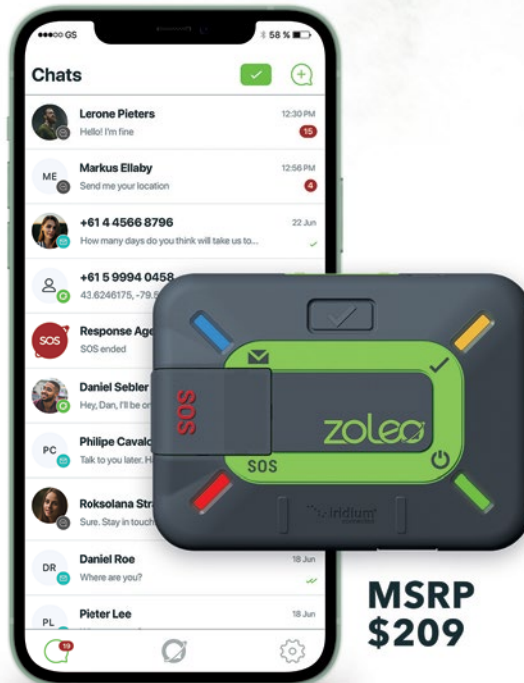 GS
58 %
Chats
Lerone Pieters
12:30 PM
Hello! I'm fine
15
ME
Markus Ellaby
12:56 PM
Send me your location
4
+61 4 4566 8796
22 Jun
How many days do you think will take us to...
+61 5 9994 0458
43.6246175, -79.5
SOS
Response Age
SOS ended
Daniel Sebler
Hey, Dan, I'll be
PC
Philipe Cavalc
Talk to you later.
Roksolana
Sure. Stay in touch
DR
Daniel Roe
18 Jun
Where are you?
PL
Pieter Lee
18 Jun
19
SOS
zoleo
SOS
iridium
MSRP
$209